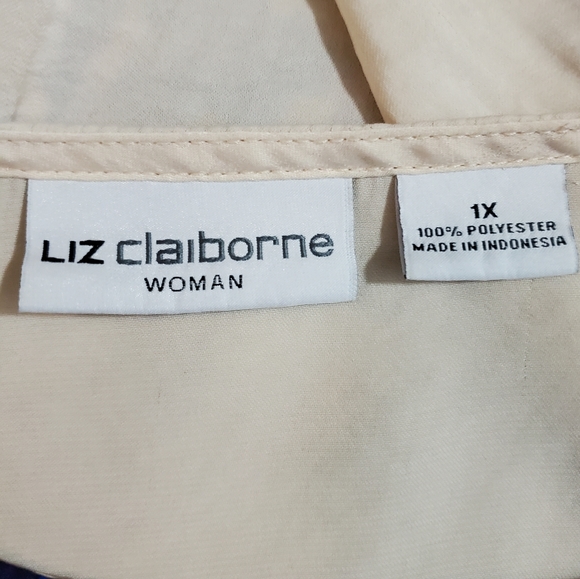 LIZ claiborne
WOMAN
1X
100% POLYESTER
MADE IN INDONESIA